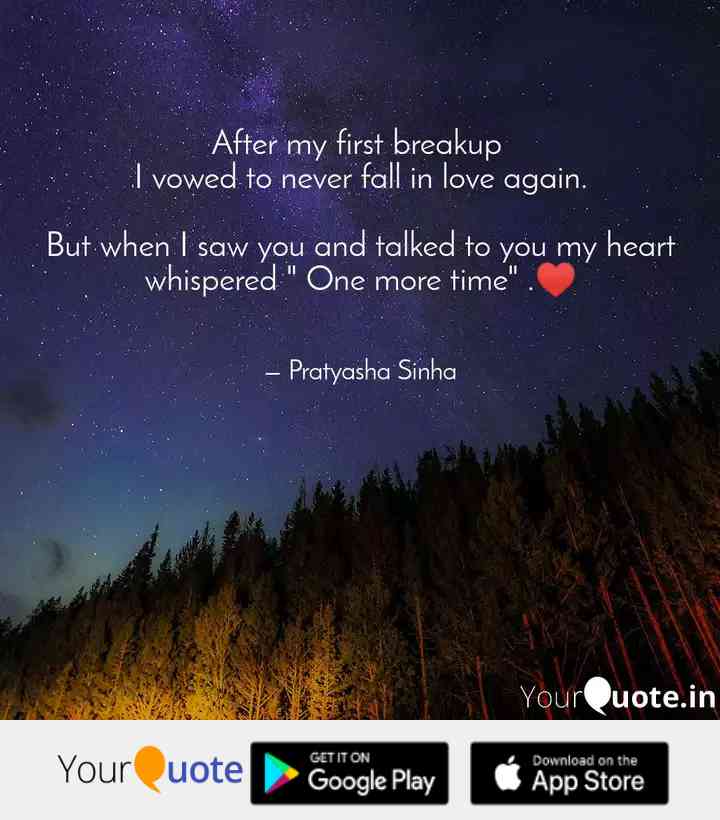 After my first breakup
I vowed to never fall in love again.
But when I saw you and talked to you my heart
whispered " One more time" .❤️
– Pratyasha Sinha
YourQuote.in
YourQuote
GET IT ON
Google Play
Download on the
App Store